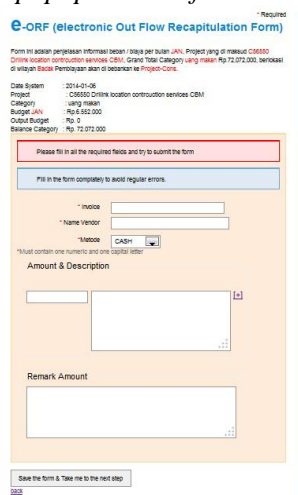 * Required
e-ORF (electronic Out Flow Recapitulation Form)
Form ini adalah penjelasan informasi beban / biaya per bulan JAN, Project yang di maksud CS6550
Drillink location controuction services CBM, Grand Total Category uang makan Rp.72.072.000, berlokasi
di wilayah Badak Pembiayaan akan di bebankan ke Project-Cons.
Date System : 2014-01-06
Project : CS6550 Drillink location controuction services CBM
Category : uang makan
Budget JAN : Rp.6.552.000
Output Budget : Rp. 0
Balance Category : Rp. 72.072.000
Please fill in all the required fields and try to submit the form
Fill in the form completely to avoid regular errors.
* Invoice
* Name Vendor
*Metode CASH
*Must contain one numeric and one capital letter
Amount & Description
[+]
Remark Amount
Save the form & Take me to the next step
back